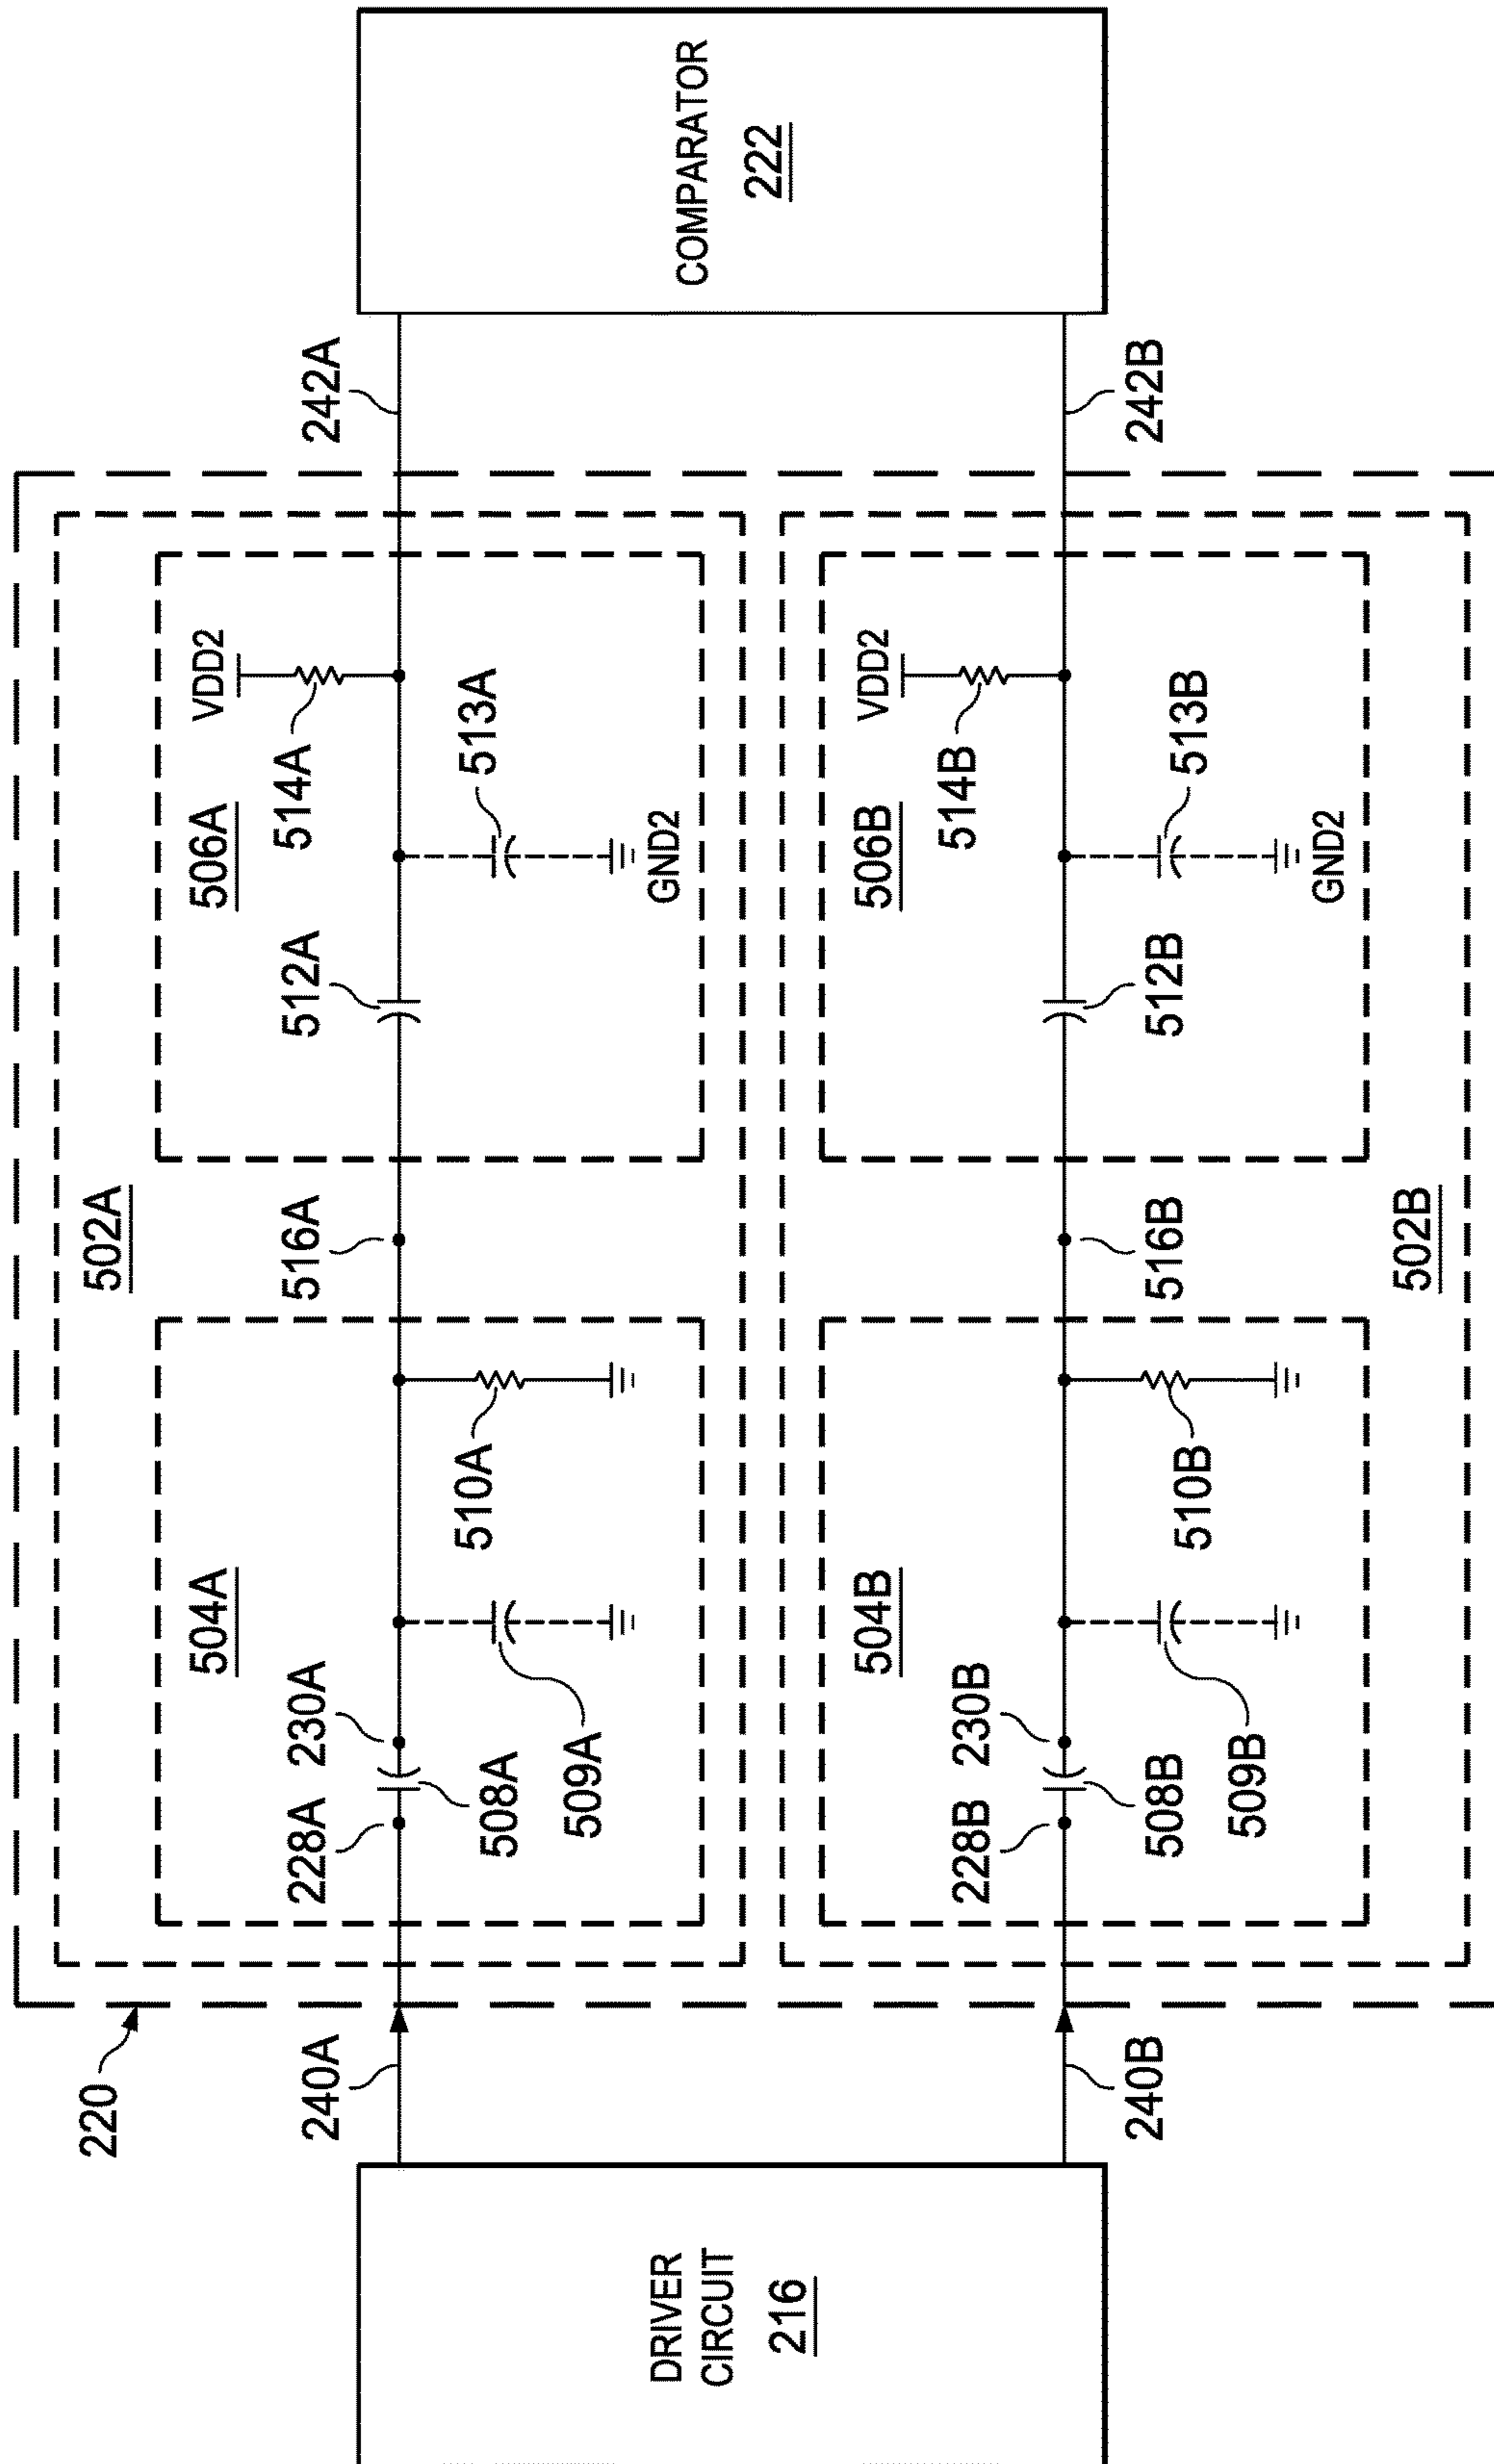 220
DRIVER
CIRCUIT
216
240A
240B
502A
504A
228A
230A
508A
509A
510A
516A
506A
512A
513A
GND2
514A
VDD2
242A
502B
504B
228B
230B
508B
509B
510B
516B
506B
512B
513B
GND2
514B
VDD2
242B
COMPARATOR
222